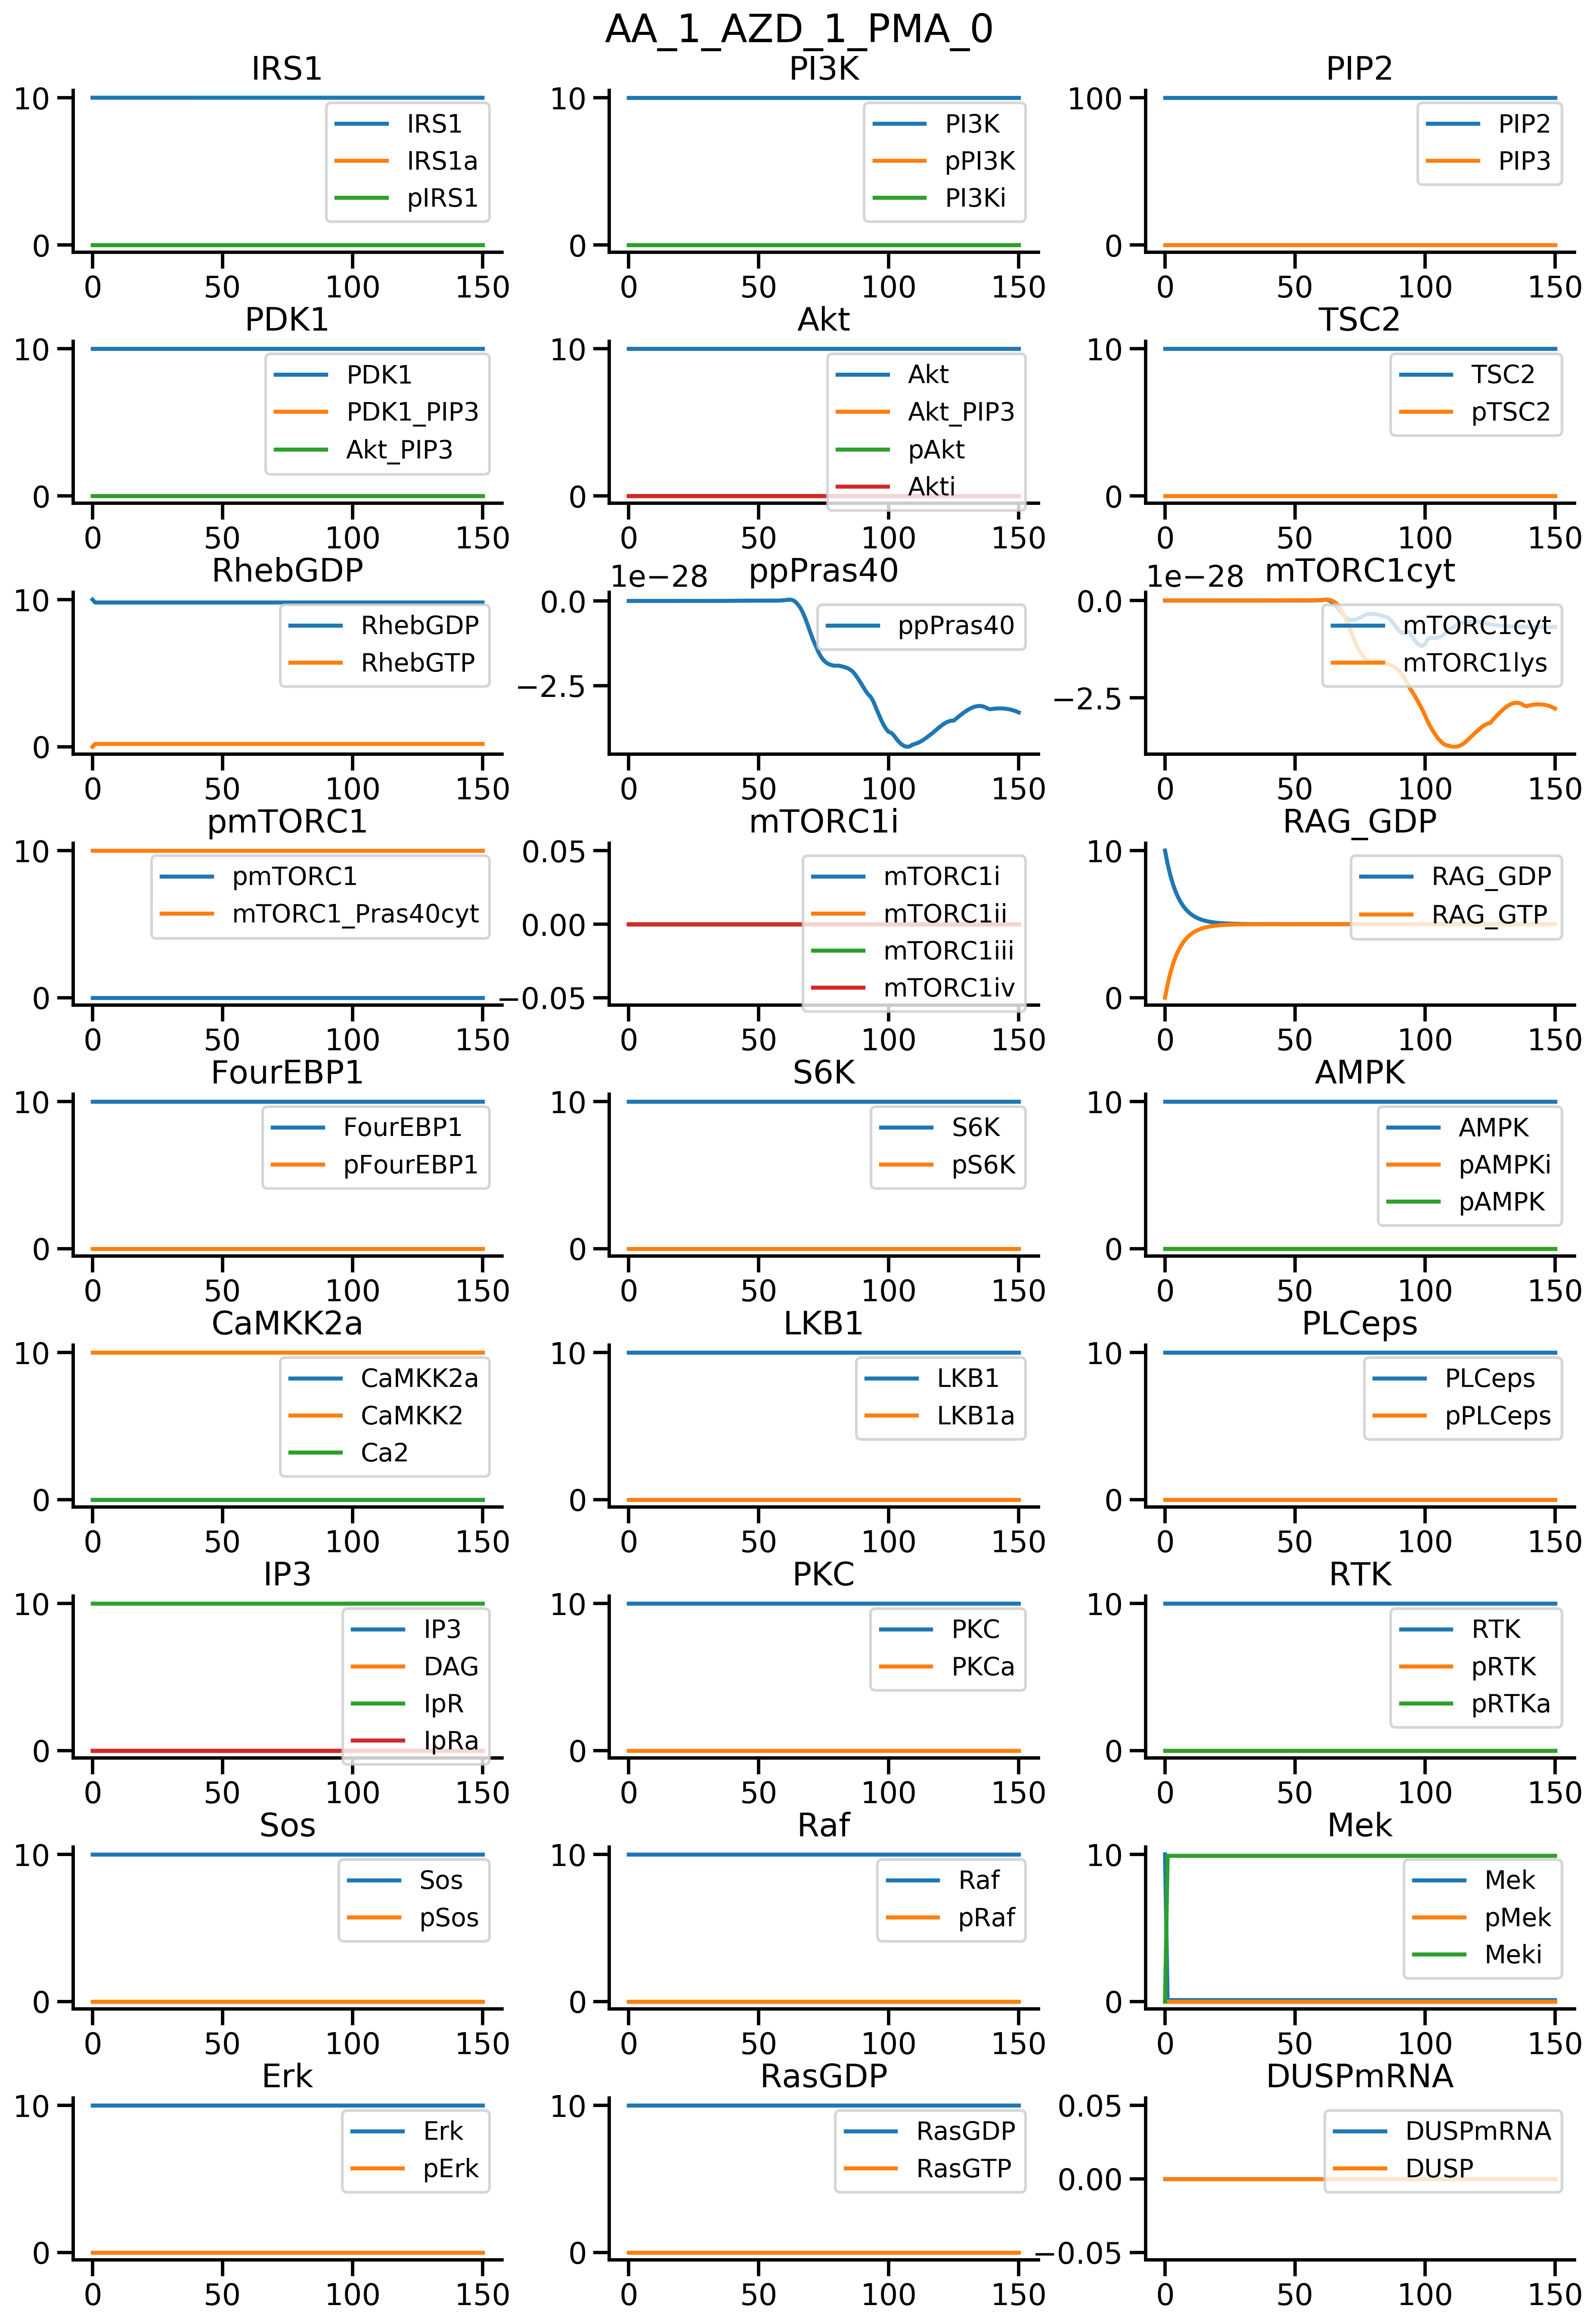 AA_1_AZD_1_PMA_0
IRS1
10
0
0 50 100 150
IRS1
IRS1a
pIRS1
PI3K
10
0
0 50 100 150
PI3K
pPI3K
PI3Ki
PIP2
100
0
0 50 100 150
PIP2
PIP3
PDK1
10
0
0 50 100 150
PDK1
PDK1_PIP3
Akt_PIP3
Akt
10
0
0 50 100 150
Akt
Akt_PIP3
pAkt
Akti
TSC2
10
0
0 50 100 150
TSC2
pTSC2
RhebGDP
10
0
0 50 100 150
RhebGDP
RhebGTP
1e−28 ppPras40
0.0
−2.5
0 50 100 150
ppPras40
1e−28 mTORC1cyt
0.0
−2.5
0 50 100 150
mTORC1cyt
mTORC1lys
pmTORC1
10
0
0 50 100 150
pmTORC1
mTORC1_Pras40cyt
mTORC1i
0.05
0.00
−0.05
0 50 100 150
mTORC1i
mTORC1ii
mTORC1iii
mTORC1iv
RAG_GDP
10
0
0 50 100 150
RAG_GDP
RAG_GTP
FourEBP1
10
0
0 50 100 150
FourEBP1
pFourEBP1
S6K
10
0
0 50 100 150
S6K
pS6K
AMPK
10
0
0 50 100 150
AMPK
pAMPKi
pAMPK
CaMKK2a
10
0
0 50 100 150
CaMKK2a
CaMKK2
Ca2
LKB1
10
0
0 50 100 150
LKB1
LKB1a
PLCeps
10
0
0 50 100 150
PLCeps
pPLCeps
IP3
10
0
0 50 100 150
IP3
DAG
IpR
IpRa
PKC
10
0
0 50 100 150
PKC
PKCa
RTK
10
0
0 50 100 150
RTK
pRTK
pRTKa
Sos
10
0
0 50 100 150
Sos
pSos
Raf
10
0
0 50 100 150
Raf
pRaf
Mek
10
0
0 50 100 150
Mek
pMek
Meki
Erk
10
0
0 50 100 150
Erk
pErk
RasGDP
10
0
0 50 100 150
RasGDP
RasGTP
DUSPmRNA
0.05
0.00
−0.05
0 50 100 150
DUSPmRNA
DUSP